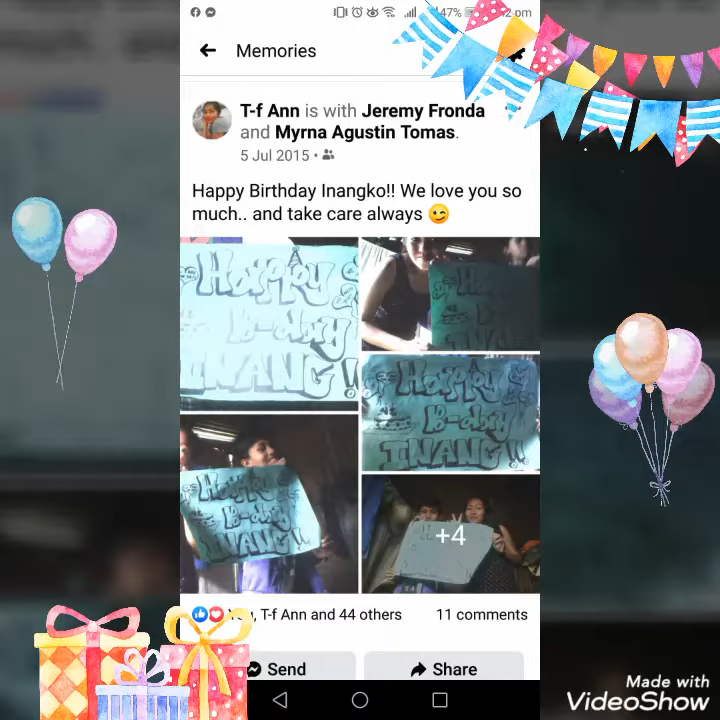 47%
pm
Memories
T-f Ann is with Jeremy Fronda
and Myrna Agustin Tomas.
5 Jul 2015
Happy Birthday Inangko!! We love you so
much.. and take care always 😉
Happy
B-day
INANG!!
Happy
B-day
INANG!!!
Happy
B-day
INANG!!
+4
T-f Ann and 44 others 11 comments
Send Share
Made with
VideoShow